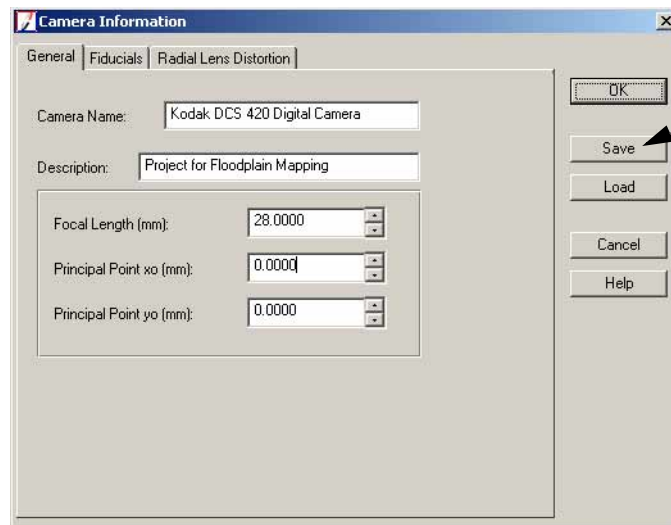 Camera Information
General Fiducials Radial Lens Distortion
Camera Name: Kodak DCS 420 Digital Camera
Description: Project for Floodplain Mapping
Focal Length (mm): 28.0000
Principal Point xo (mm): 0.0000
Principal Point yo (mm): 0.0000
OK
Save
Load
Cancel
Help